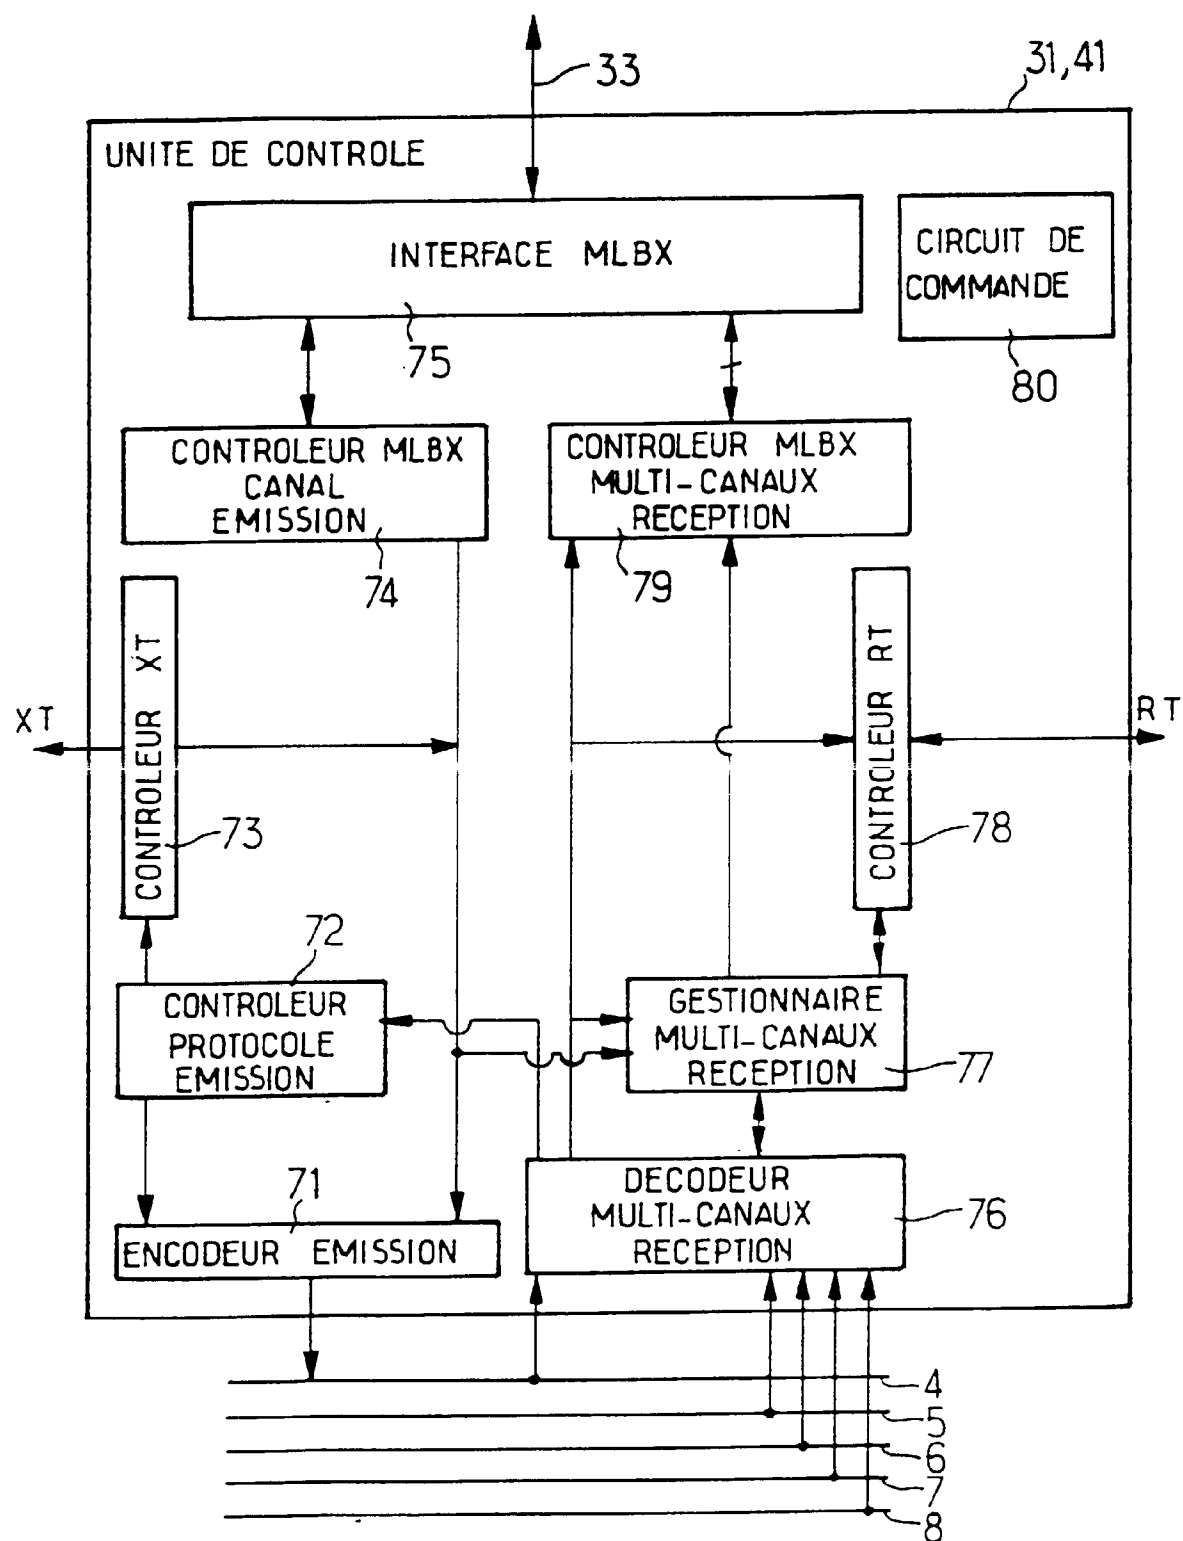 33
31,41
UNITE DE CONTROLE
INTERFACE MLBX
75
CIRCUIT DE
COMMANDE
80
CONTROLEUR MLBX
CANAL
EMISSION
74
CONTROLEUR MLBX
MULTI-CANAUX
RECEPTION
79
XT
CONTROLEUR XT
73
CONTROLEUR RT
78
RT
72
CONTROLEUR
PROTOCOLE
EMISSION
GESTIONNAIRE
MULTI-CANAUX
RECEPTION
77
71
ENCODEUR EMISSION
DECODEUR
MULTI-CANAUX
RECEPTION
76
4
5
6
7
8